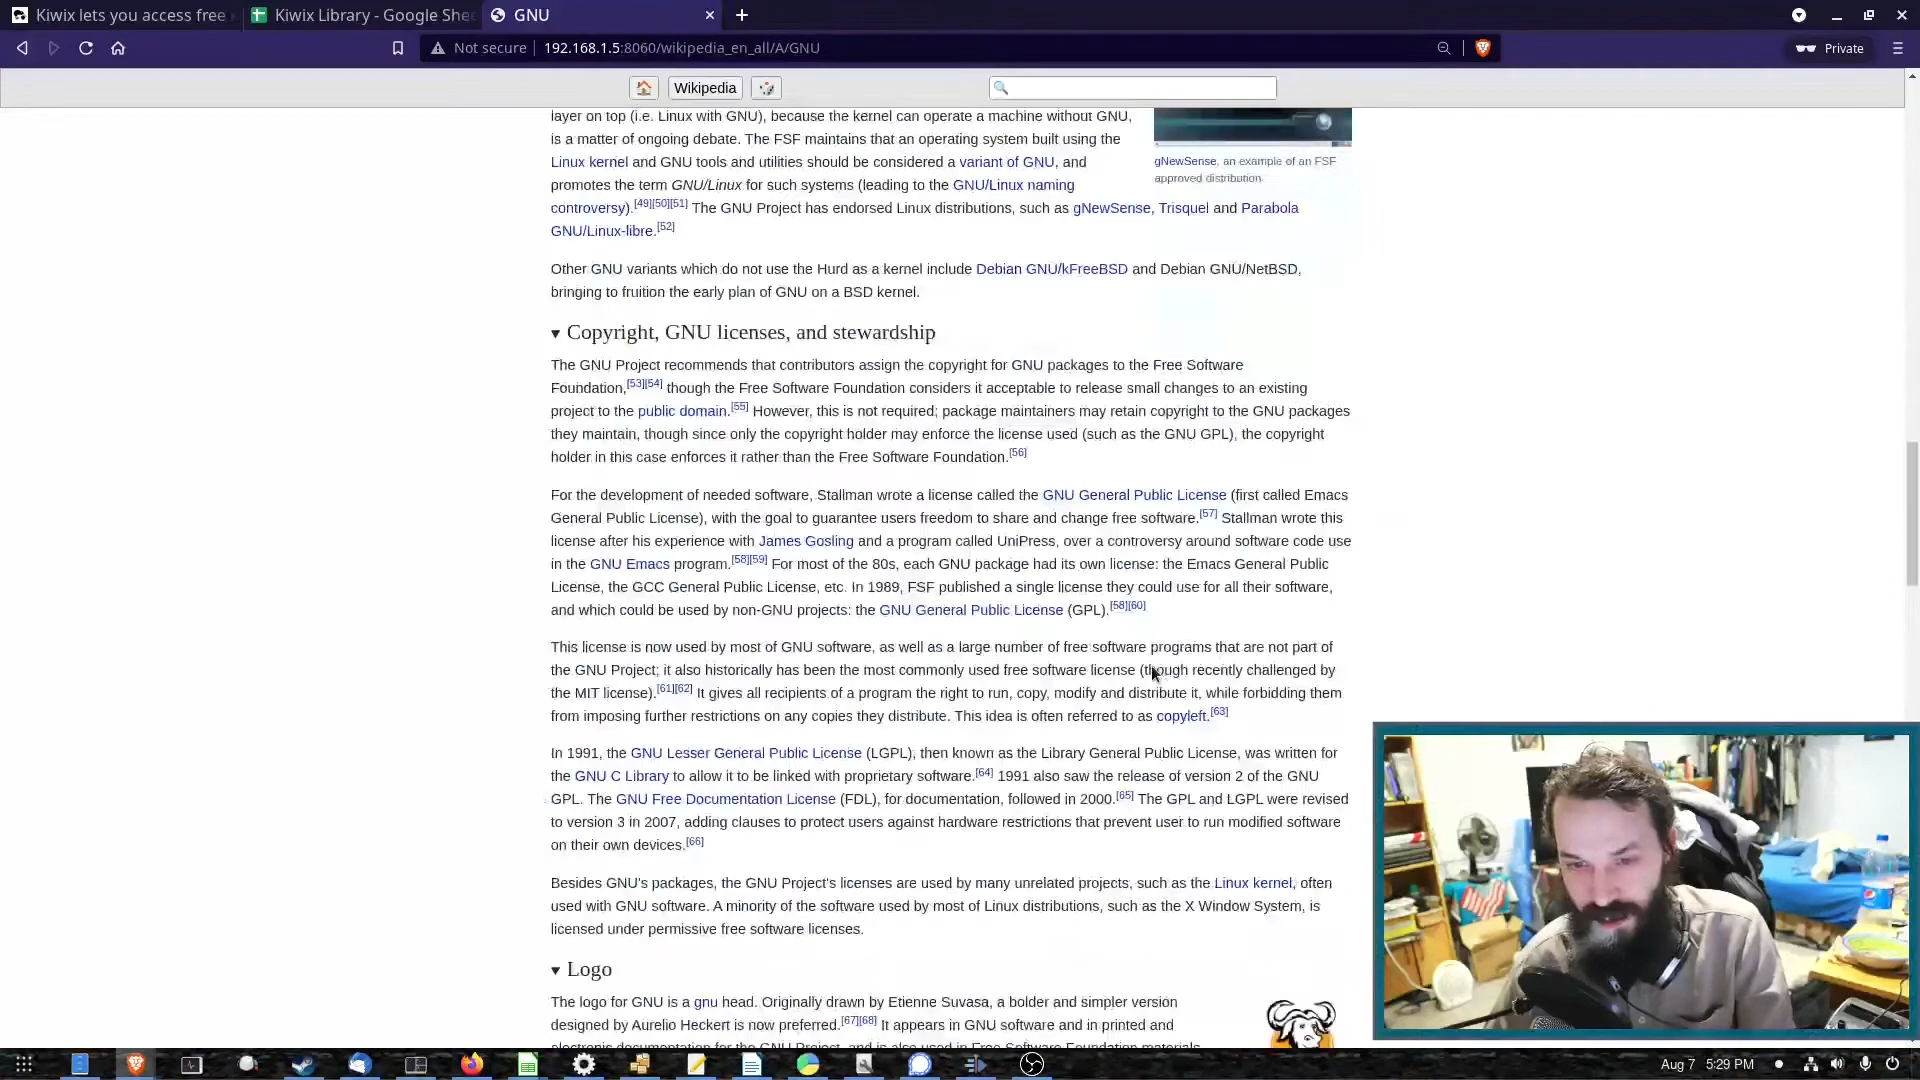 Kiwix lets you access free
Kiwix Library - Google She
GNU
Not secure
192.168.1.5:8060/wikipedia_en_all/A/GNU
Private
Wikipedia
layer on top (i.e. Linux with GNU), because the kernel can operate a machine without GNU,
is a matter of ongoing debate. The FSF maintains that an operating system built using the
Linux kernel and GNU tools and utilities should be considered a variant of GNU, and
promotes the term GNU/Linux for such systems (leading to the GNU/Linux naming
controversy).[49][50][51] The GNU Project has endorsed Linux distributions, such as gNewSense, Trisquel and Parabola
GNU/Linux-libre.[52]
gNewSense, an example of an FSF
approved distribution.
Other GNU variants which do not use the Hurd as a kernel include Debian GNU/kFreeBSD and Debian GNU/NetBSD,
bringing to fruition the early plan of GNU on a BSD kernel.
Copyright, GNU licenses, and stewardship
The GNU Project recommends that contributors assign the copyright for GNU packages to the Free Software
Foundation,[53][54] though the Free Software Foundation considers it acceptable to release small changes to an existing
project to the public domain.[55] However, this is not required; package maintainers may retain copyright to the GNU packages
they maintain, though since only the copyright holder may enforce the license used (such as the GNU GPL), the copyright
holder in this case enforces it rather than the Free Software Foundation.[56]
For the development of needed software, Stallman wrote a license called the GNU General Public License (first called Emacs
General Public License), with the goal to guarantee users freedom to share and change free software.[57] Stallman wrote this
license after his experience with James Gosling and a program called UniPress, over a controversy around software code use
in the GNU Emacs program.[58][59] For most of the 80s, each GNU package had its own license: the Emacs General Public
License, the GCC General Public License, etc. In 1989, FSF published a single license they could use for all their software,
and which could be used by non-GNU projects: the GNU General Public License (GPL).[58][60]
This license is now used by most of GNU software, as well as a large number of free software programs that are not part of
the GNU Project; it also historically has been the most commonly used free software license (though recently challenged by
the MIT license).[61][62] It gives all recipients of a program the right to run, copy, modify and distribute it, while forbidding them
from imposing further restrictions on any copies they distribute. This idea is often referred to as copyleft.[63]
In 1991, the GNU Lesser General Public License (LGPL), then known as the Library General Public License, was written for
the GNU C Library to allow it to be linked with proprietary software.[64] 1991 also saw the release of version 2 of the GNU
GPL. The GNU Free Documentation License (FDL), for documentation, followed in 2000.[65] The GPL and LGPL were revised
to version 3 in 2007, adding clauses to protect users against hardware restrictions that prevent user to run modified software
on their own devices.[66]
Besides GNU's packages, the GNU Project's licenses are used by many unrelated projects, such as the Linux kernel, often
used with GNU software. A minority of the software used by most of Linux distributions, such as the X Window System, is
licensed under permissive free software licenses.
Logo
The logo for GNU is a gnu head. Originally drawn by Etienne Suvasa, a bolder and simpler version
designed by Aurelio Heckert is now preferred.[67][68] It appears in GNU software and in printed and
electronic documentation for the GNU Project, and is also used in Free Software Foundation materials.
pepsi
Aug 7 5:29 PM